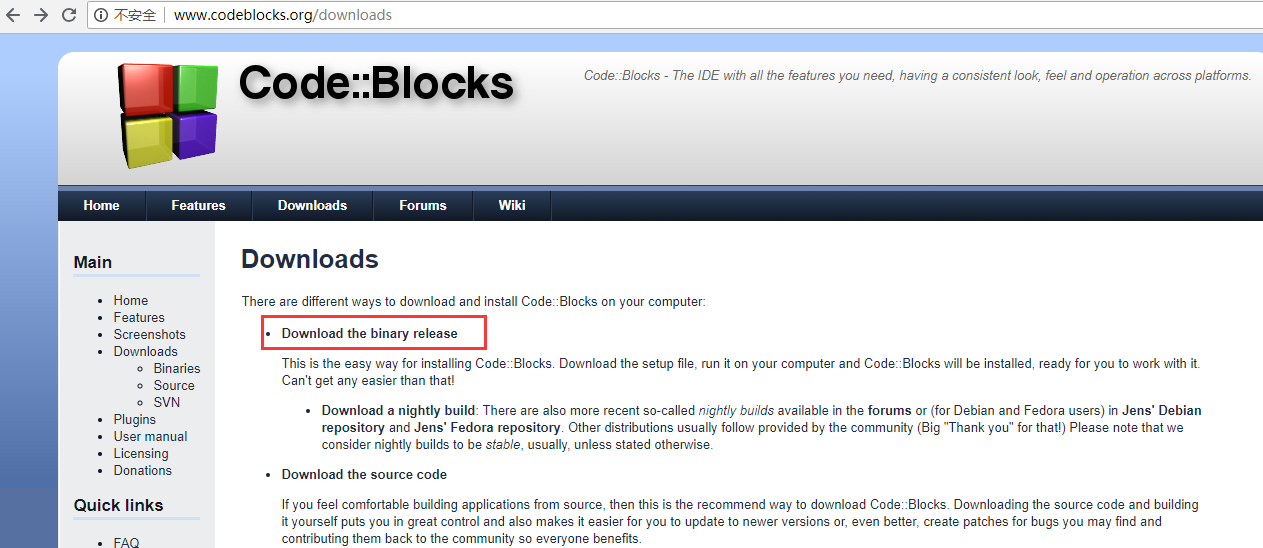 不安全 www.codeblocks.org/downloads
Code::Blocks
Code::Blocks - The IDE with all the features you need, having a consistent look, feel and operation across platforms.
Home Features Downloads Forums Wiki
Main
Home
Features
Screenshots
Downloads
Binaries
Source
SVN
Plugins
User manual
Licensing
Donations
Quick links
FAQ
Downloads
There are different ways to download and install Code::Blocks on your computer:
Download the binary release
This is the easy way for installing Code::Blocks. Download the setup file, run it on your computer and Code::Blocks will be installed, ready for you to work with it.
Can't get any easier than that!
Download a nightly build: There are also more recent so-called nightly builds available in the forums or (for Debian and Fedora users) in Jens' Debian
repository and Jens' Fedora repository. Other distributions usually follow provided by the community (Big "Thank you" for that!) Please note that we
consider nightly builds to be stable, usually, unless stated otherwise.
Download the source code
If you feel comfortable building applications from source, then this is the recommend way to download Code::Blocks. Downloading the source code and building
it yourself puts you in great control and also makes it easier for you to update to newer versions or, even better, create patches for bugs you may find and
contributing them back to the community so everyone benefits.